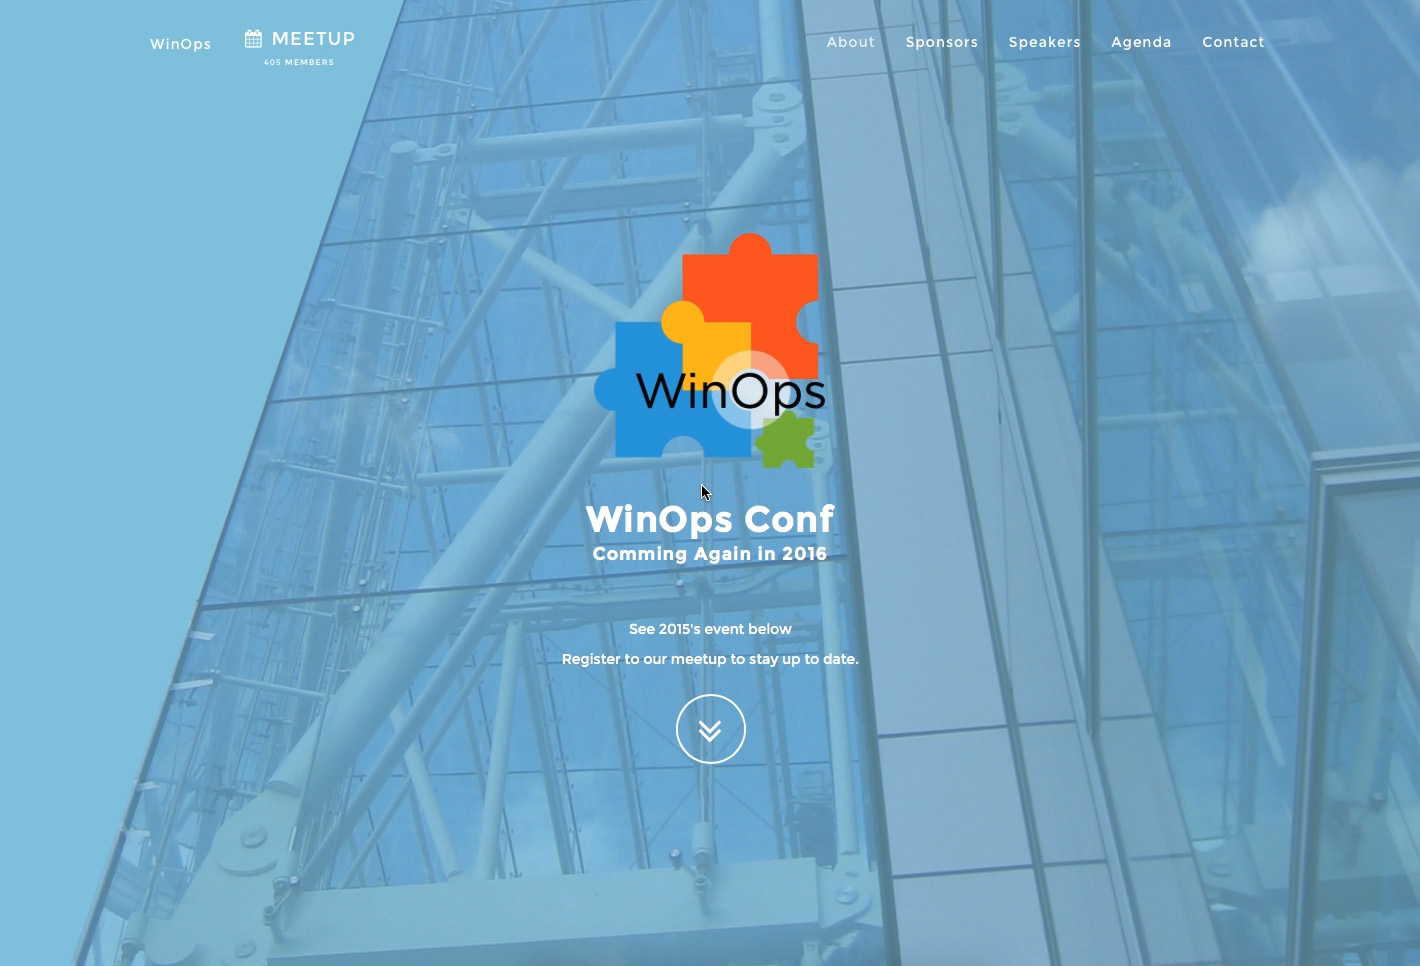 WinOps
MEETUP
405 MEMBERS
About
Sponsors
Speakers
Agenda
Contact
WinOps
WinOps Conf
Comming Again in 2016
See 2015's event below
Register to our meetup to stay up to date.